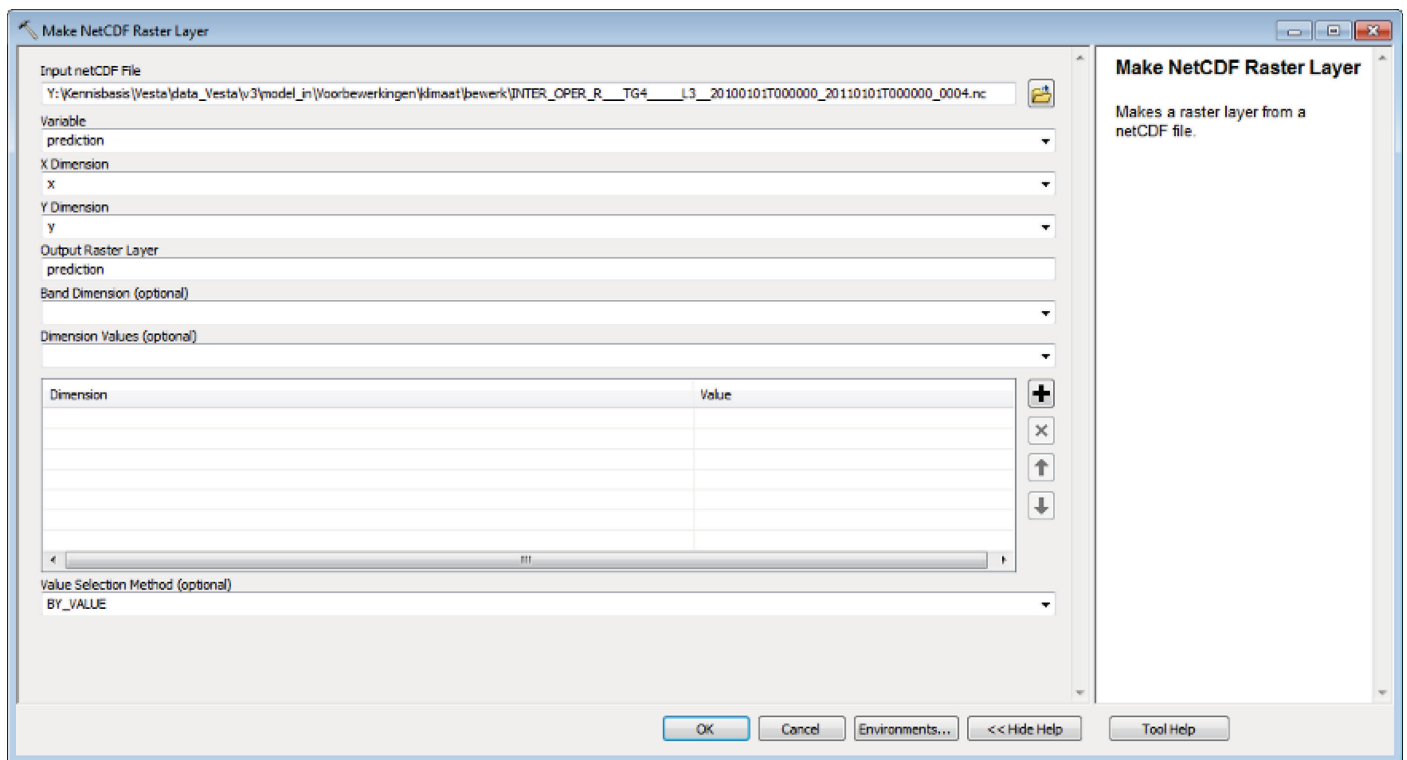 Make NetCDF Raster Layer
Input netCDF File
Y:\Kennisbasis\Vesta\data_Vesta\v3\model_in\Voorbewerkingen\klimaat\bewerk\INTER_OPER_R___TG4_____L3__20100101T000000_20110101T000000_0004.nc
Variable
prediction
X Dimension
x
Y Dimension
y
Output Raster Layer
prediction
Band Dimension (optional)
Dimension Values (optional)
Dimension Value
Value Selection Method (optional)
BY_VALUE
OK Cancel Environments... << Hide Help
Make NetCDF Raster Layer
Makes a raster layer from a
netCDF file.
Tool Help